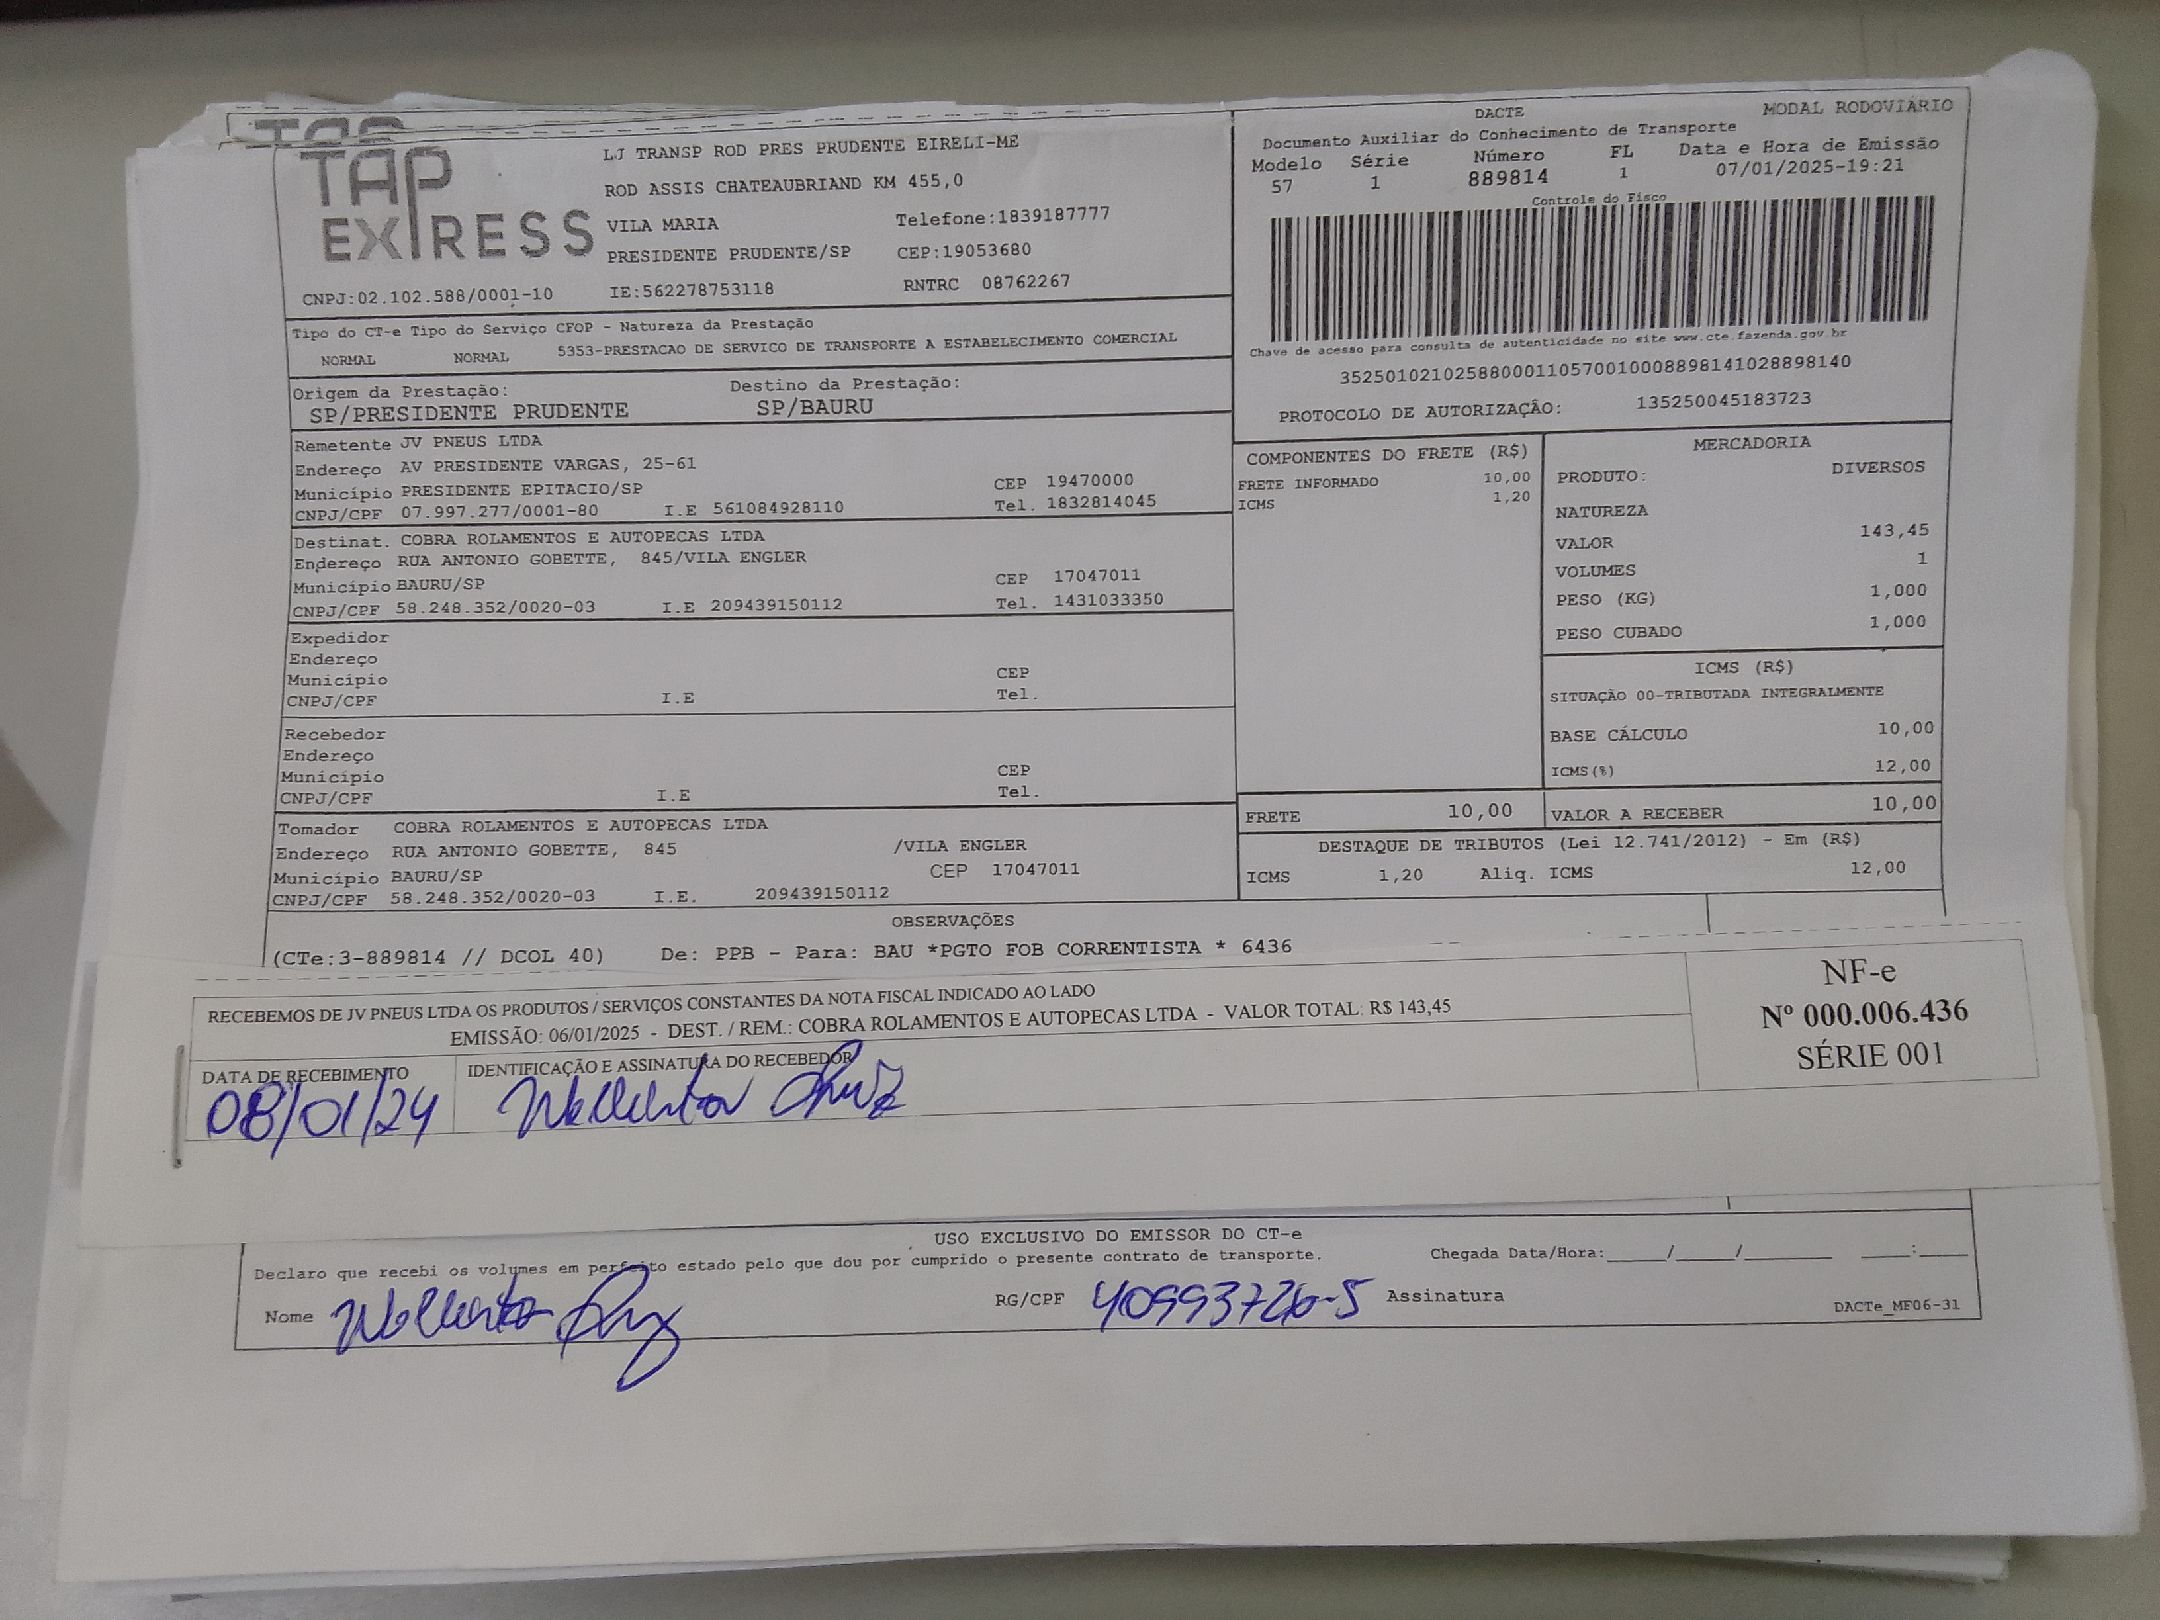 TAP
EXPRESS
LJ TRANSP ROD PRES PRUDENTE EIRELI-ME
ROD ASSIS CHATEAUBRIAND KM 455,0
VILA MARIA Telefone:1839187777
PRESIDENTE PRUDENTE/SP CEP:19053680
CNPJ:02.102.588/0001-10 IE:562278753118 RNTRC 08762267
DACTE MODAL RODOVIÁRIO
Documento Auxiliar do Conhecimento de Transporte
Modelo Série Número FL Data e Hora de Emissão
57 1 889814 1 07/01/2025-19:21
Controle do Fisco
Chave de acesso para consulta de autenticidade no site www.cte.fazenda.gov.br
35250102102588000110570010008898141028898140
PROTOCOLO DE AUTORIZAÇÃO: 135250045183723
Tipo do CT-e Tipo do Serviço CFOP - Natureza da Prestação
NORMAL NORMAL 5353-PRESTACAO DE SERVICO DE TRANSPORTE A ESTABELECIMENTO COMERCIAL
Origem da Prestação: Destino da Prestação:
SP/PRESIDENTE PRUDENTE SP/BAURU
Remetente JV PNEUS LTDA
Endereço AV PRESIDENTE VARGAS, 25-61
Município PRESIDENTE EPITACIO/SP CEP 19470000
CNPJ/CPF 07.997.277/0001-80 I.E 561084928110 Tel. 1832814045
Destinat. COBRA ROLAMENTOS E AUTOPECAS LTDA
Endereço RUA ANTONIO GOBETTE, 845/VILA ENGLER
Município BAURU/SP CEP 17047011
CNPJ/CPF 58.248.352/0020-03 I.E 209439150112 Tel. 1431033350
Expedidor
Endereço
Município CEP
CNPJ/CPF I.E Tel.
Recebedor
Endereço
Município CEP
CNPJ/CPF I.E Tel.
Tomador COBRA ROLAMENTOS E AUTOPECAS LTDA
Endereço RUA ANTONIO GOBETTE, 845 /VILA ENGLER
Município BAURU/SP CEP 17047011
CNPJ/CPF 58.248.352/0020-03 I.E. 209439150112
COMPONENTES DO FRETE (R$)
FRETE INFORMADO 10,00
ICMS 1,20
MERCADORIA
PRODUTO: DIVERSOS
NATUREZA
VALOR 143,45
VOLUMES 1
PESO (KG) 1,000
PESO CUBADO 1,000
ICMS (R$)
SITUAÇÃO 00-TRIBUTADA INTEGRALMENTE
BASE CÁLCULO 10,00
ICMS(%) 12,00
FRETE 10,00 VALOR A RECEBER 10,00
DESTAQUE DE TRIBUTOS (Lei 12.741/2012) - Em (R$)
ICMS 1,20 Aliq. ICMS 12,00
OBSERVAÇÕES
(CTe:3-889814 // DCOL 40) De: PPB - Para: BAU *PGTO FOB CORRENTISTA * 6436
RECEBEMOS DE JV PNEUS LTDA OS PRODUTOS / SERVIÇOS CONSTANTES DA NOTA FISCAL INDICADO AO LADO
EMISSÃO: 06/01/2025 - DEST. / REM.: COBRA ROLAMENTOS E AUTOPECAS LTDA - VALOR TOTAL: R$ 143,45
DATA DE RECEBIMENTO IDENTIFICAÇÃO E ASSINATURA DO RECEBEDOR
08/01/24
NF-e
Nº 000.006.436
SÉRIE 001
USO EXCLUSIVO DO EMISSOR DO CT-e
Declaro que recebi os volumes em perfeito estado pelo que dou por cumprido o presente contrato de transporte. Chegada Data/Hora:_____/_____/_______ ____:____
Nome RG/CPF 40993726-5 Assinatura
DACTe_MF06-31